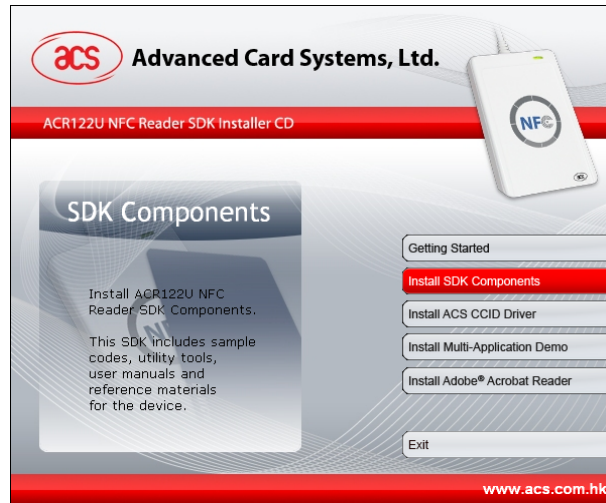 acs
Advanced Card Systems, Ltd.
ACR122U NFC Reader SDK Installer CD
NFC
SDK Components
Install ACR122U NFC
Reader SDK Components.
This SDK includes sample
codes, utility tools,
user manuals and
reference materials
for the device.
Getting Started
Install SDK Components
Install ACS CCID Driver
Install Multi-Application Demo
Install Adobe® Acrobat Reader
Exit
www.acs.com.hk